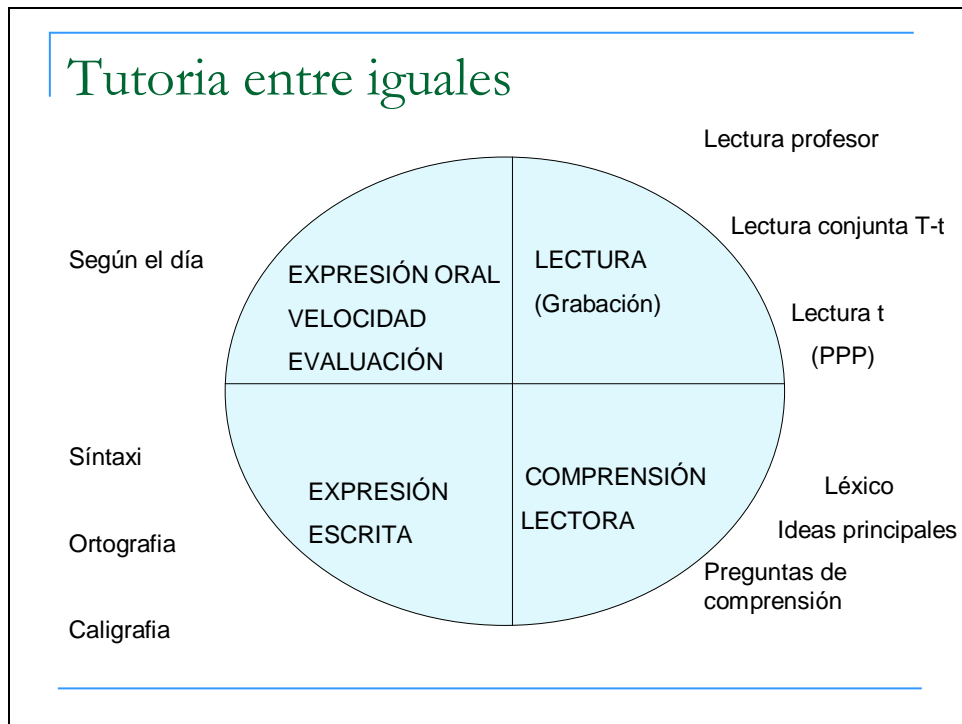 Tutoria entre iguales
Lectura profesor
Lectura conjunta T-t
Según el día
EXPRESIÓN ORAL
VELOCIDAD
EVALUACIÓN
LECTURA
(Grabación)
Lectura t
(PPP)
Síntaxi
Ortografia
Caligrafia
EXPRESIÓN
ESCRITA
COMPRENSIÓN
LECTORA
Léxico
Ideas principales
Preguntas de
comprensión